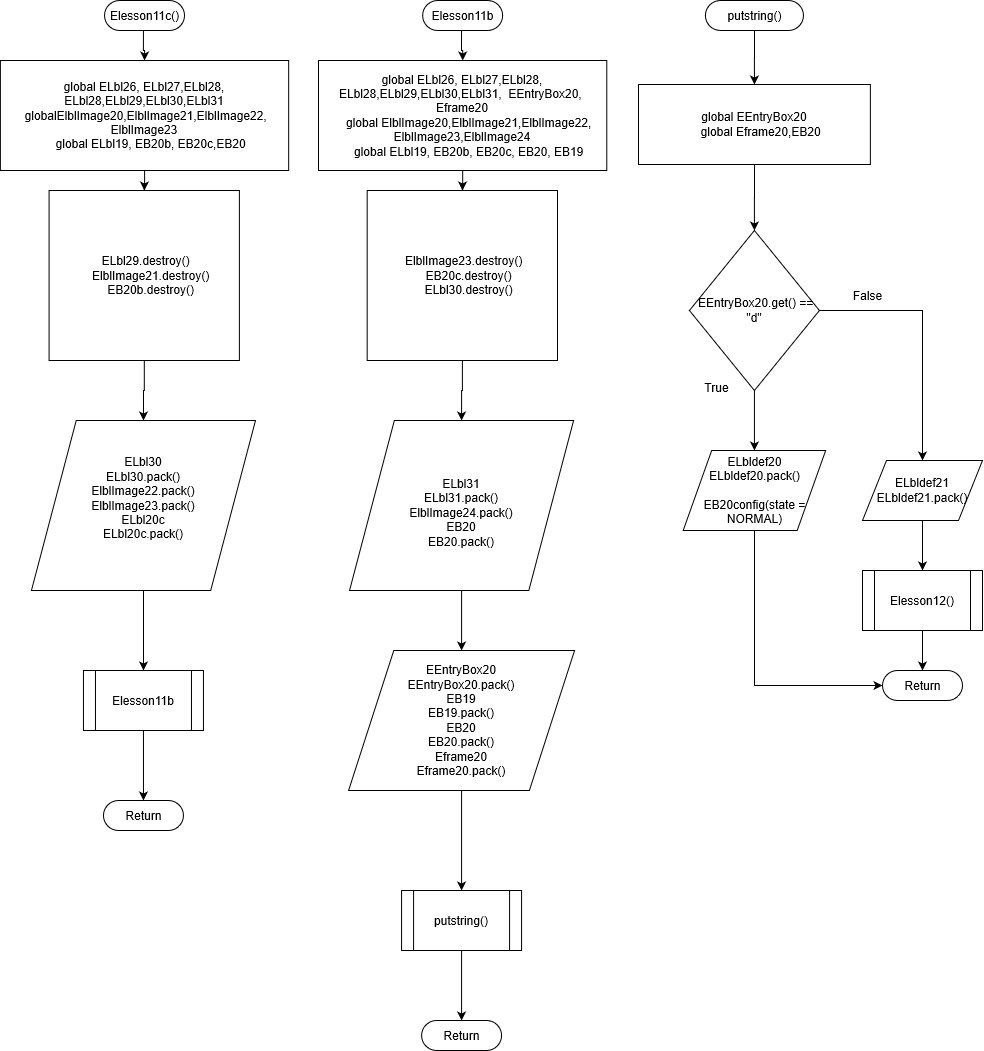 Elesson11c()
global ELbl26, ELbl27,ELbl28,
ELbl28,ELbl29,ELbl30,ELbl31
globalElblImage20,ElblImage21,ElblImage22,
ElblImage23
global ELbl19, EB20b, EB20c,EB20
ELbl29.destroy()
ElblImage21.destroy()
EB20b.destroy()
ELbl30
ELbl30.pack()
ElblImage22.pack()
ElblImage23.pack()
ELbl20c
ELbl20c.pack()
Elesson11b
Return
Elesson11b
global ELbl26, ELbl27,ELbl28,
ELbl28,ELbl29,ELbl30,ELbl31, EEntryBox20,
Eframe20
global ElblImage20,ElblImage21,ElblImage22,
ElblImage23,ElblImage24
global ELbl19, EB20b, EB20c, EB20, EB19
ElblImage23.destroy()
EB20c.destroy()
ELbl30.destroy()
ELbl31
ELbl31.pack()
ElblImage24.pack()
EB20
EB20.pack()
EEntryBox20
EEntryBox20.pack()
EB19
EB19.pack()
EB20
EB20.pack()
Eframe20
Eframe20.pack()
putstring()
Return
putstring()
global EEntryBox20
global Eframe20,EB20
EEntryBox20.get() ==
"d"
False
True
ELbldef20
ELbldef20.pack()
EB20config(state =
NORMAL)
ELbldef21
ELbldef21.pack()
Elesson12()
Return